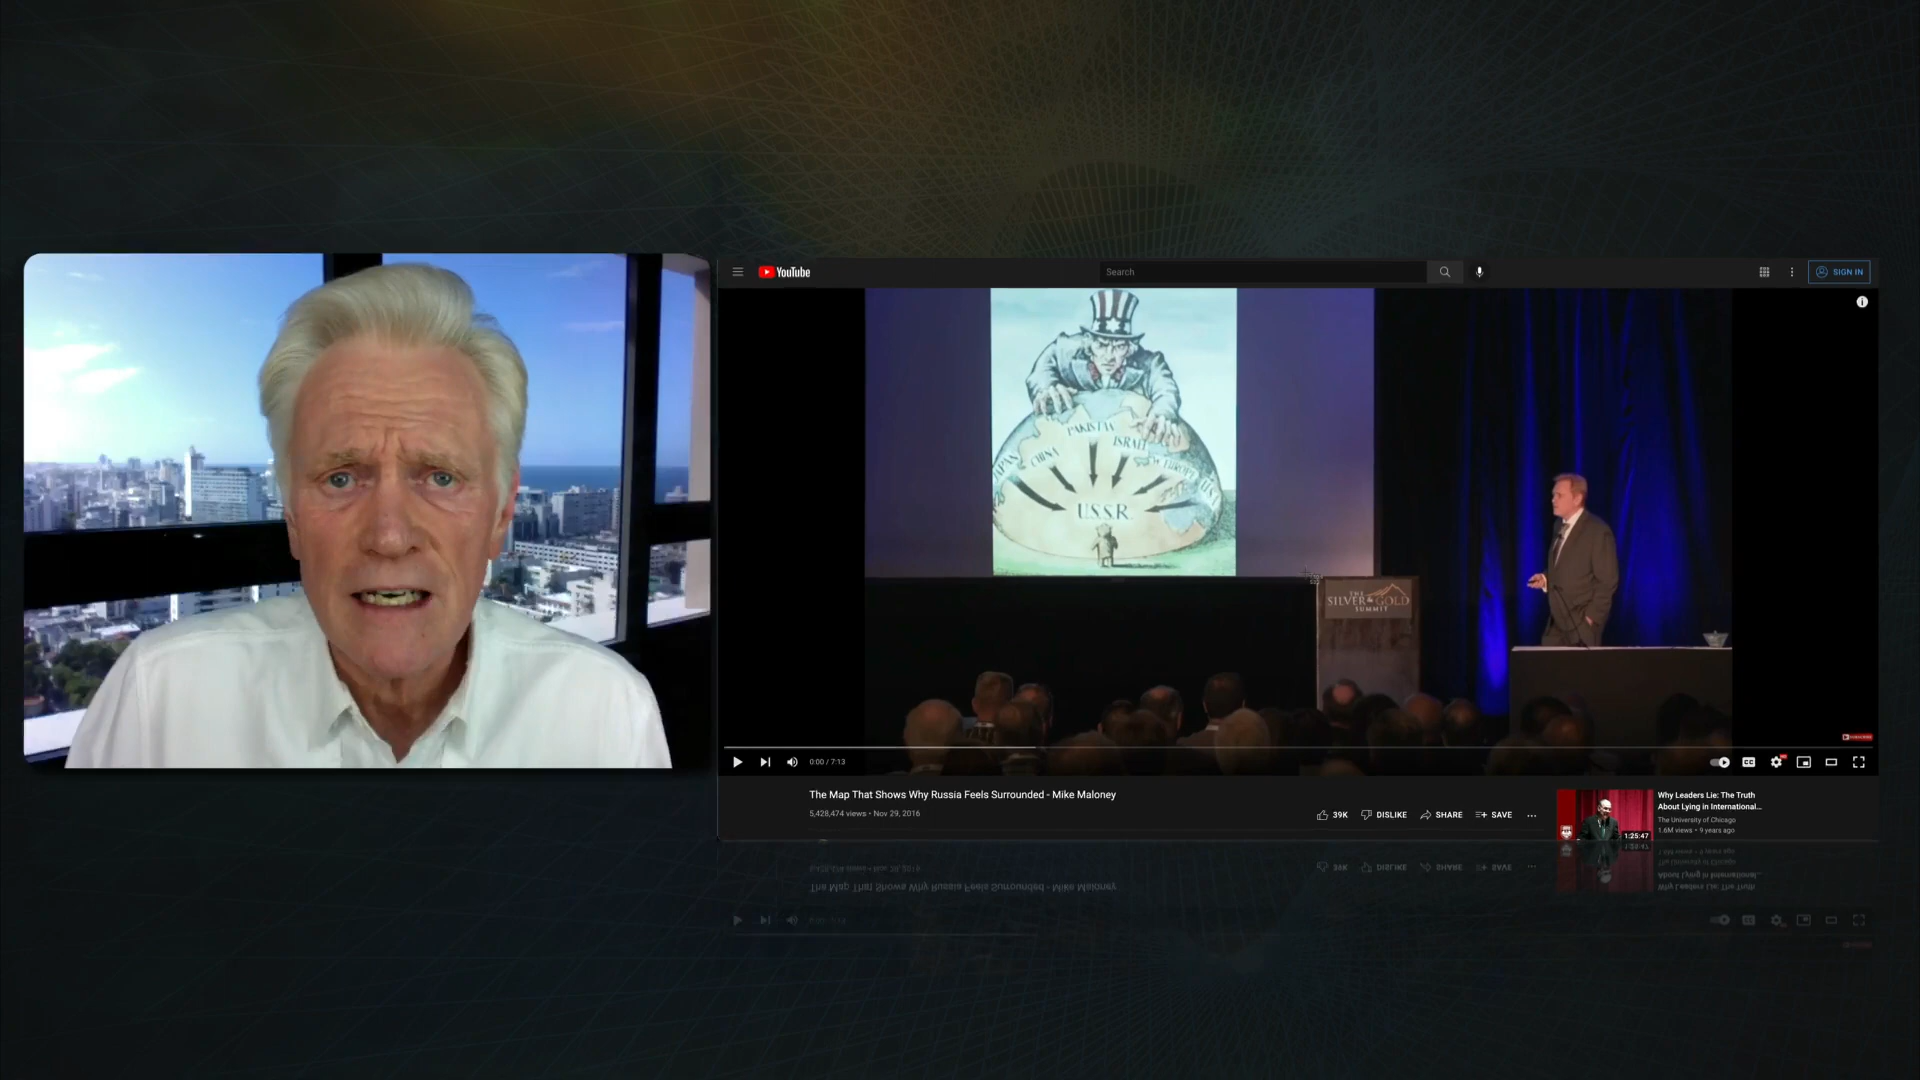 YouTube
Search
SIGN IN
PAKISTAN
ISRAEL
CHINA
JAPAN
W. EUROPE
U.S.S.R.
THE
SILVER & GOLD
SUMMIT
SUBSCRIBE
0:00 / 7:13
The Map That Shows Why Russia Feels Surrounded - Mike Maloney
5,428,474 views • Nov 29, 2016
39K
DISLIKE
SHARE
SAVE
1:25:47
Why Leaders Lie: The Truth
About Lying in International...
The University of Chicago
1.6M views • 9 years ago